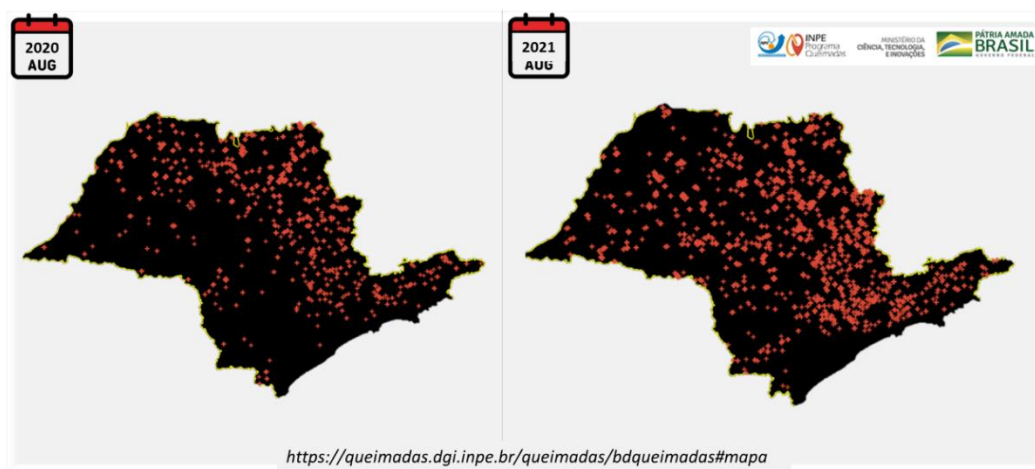 2020
AUG
2021
AUG
INPE
Programa
Queimadas
MINISTÉRIO DA
CIÊNCIA, TECNOLOGIA,
E INOVAÇÕES
PÁTRIA AMADA
BRASIL
GOVERNO FEDERAL
https://queimadas.dgi.inpe.br/queimadas/bdqueimadas#mapa